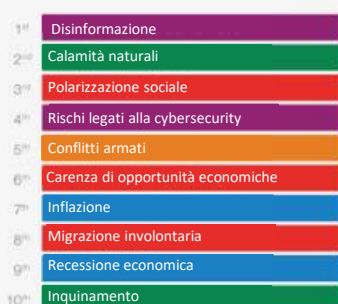 1st Disinformazione
2nd Calamità naturali
3rd Polarizzazione sociale
4th Rischi legati alla cybersecurity
5th Conflitti armati
6th Carenza di opportunità economiche
7th Inflazione
8th Migrazione involontaria
9th Recessione economica
10th Inquinamento